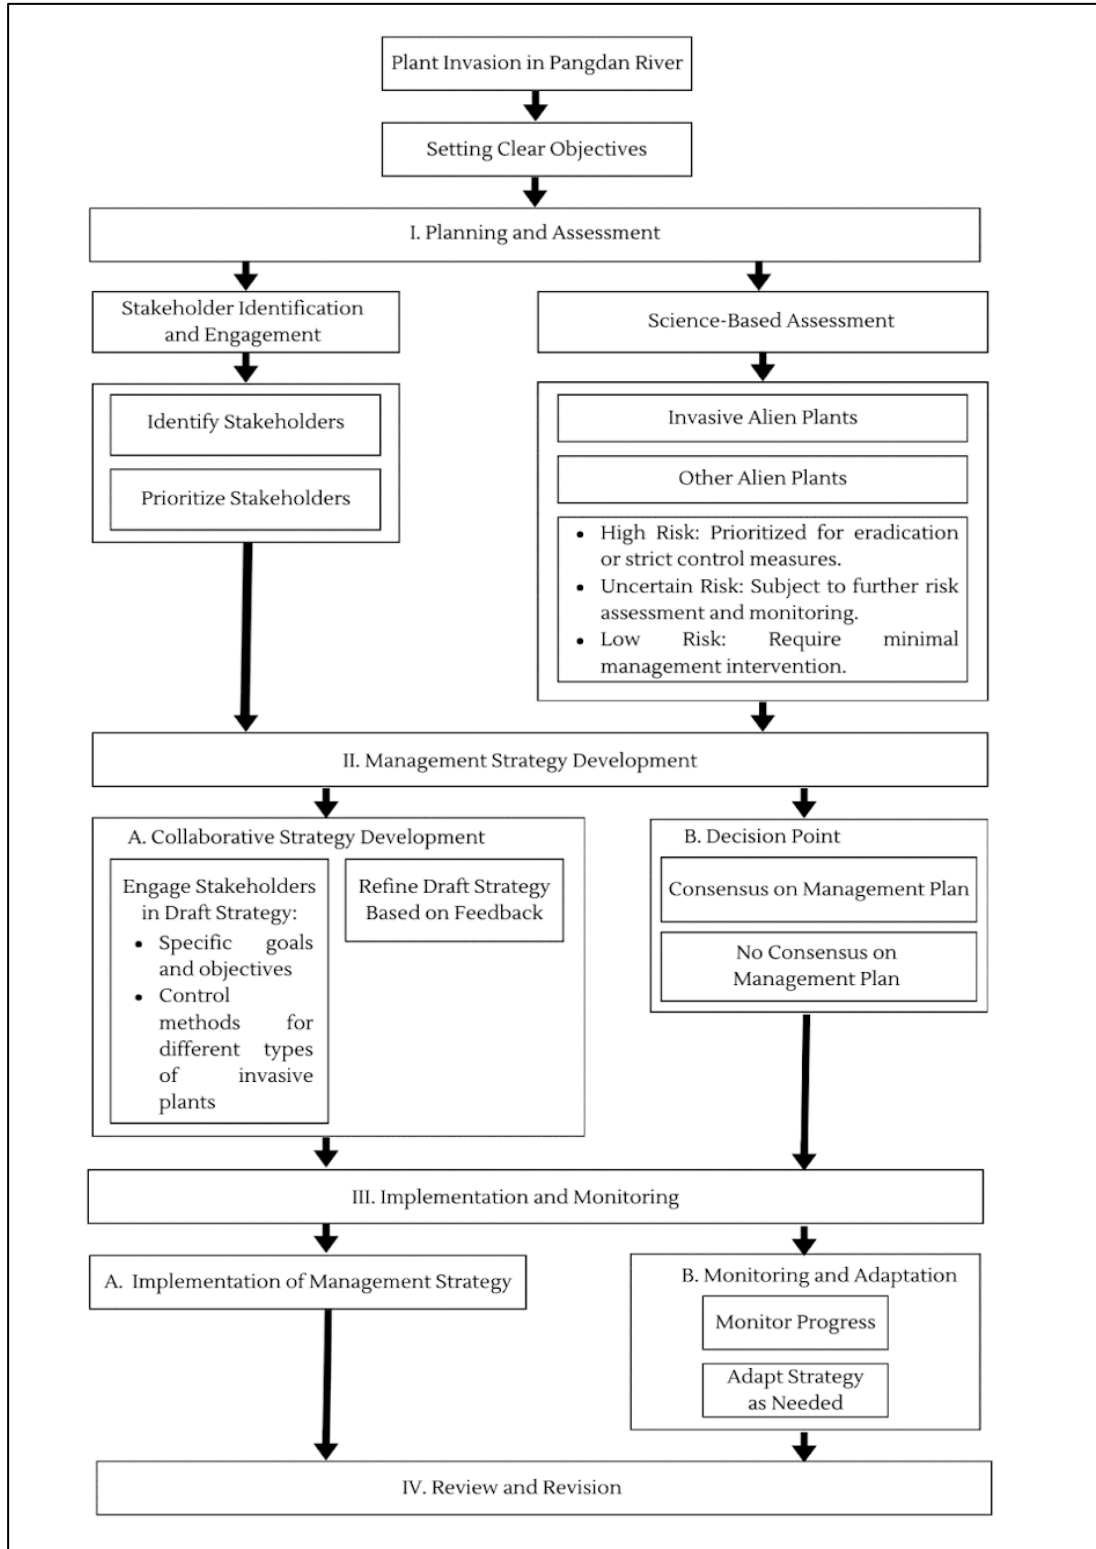 Plant Invasion in Pangdan River
Setting Clear Objectives
I. Planning and Assessment
Stakeholder Identification
and Engagement
Identify Stakeholders
Prioritize Stakeholders
Science-Based Assessment
Invasive Alien Plants
Other Alien Plants
• High Risk: Prioritized for eradication
or strict control measures.
• Uncertain Risk: Subject to further risk
assessment and monitoring.
• Low Risk: Require minimal
management intervention.
II. Management Strategy Development
A. Collaborative Strategy Development
Engage Stakeholders
in Draft Strategy:
• Specific goals
and objectives
• Control
methods for
different types
of invasive
plants
Refine Draft Strategy
Based on Feedback
B. Decision Point
Consensus on Management Plan
No Consensus on
Management Plan
III. Implementation and Monitoring
A. Implementation of Management Strategy
B. Monitoring and Adaptation
Monitor Progress
Adapt Strategy
as Needed
IV. Review and Revision